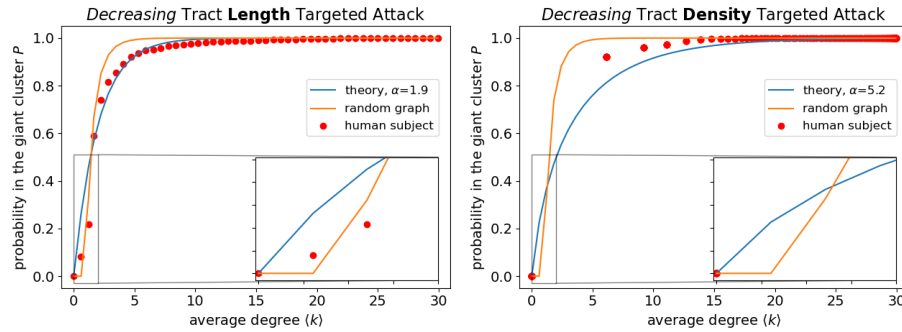 Decreasing Tract Length Targeted Attack
probability in the giant cluster P
1.0
0.8
0.6
0.4
0.2
0.0
theory, α=1.9
random graph
human subject
0 5 10 15 20 25 30
average degree ⟨k⟩
Decreasing Tract Density Targeted Attack
probability in the giant cluster P
1.0
0.8
0.6
0.4
0.2
0.0
theory, α=5.2
random graph
human subject
0 5 10 15 20 25 30
average degree ⟨k⟩